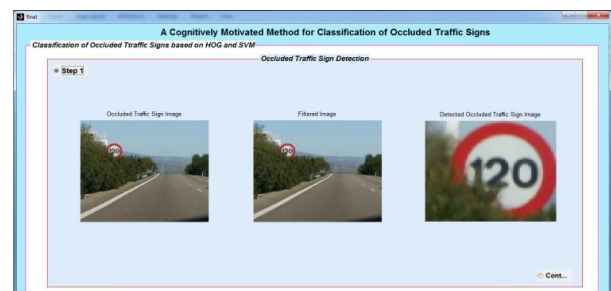 final
A Cognitively Motivated Method for Classification of Occluded Traffic Signs
Classification of Occluded Ttraffic Signs based on HOG and SVM
Occluded Traffic Sign Detection
Step 1
Occluded Traffic Sign Image
Filtered Image
Detected Occluded Traffic Sign Image
120
120
120
Cont...